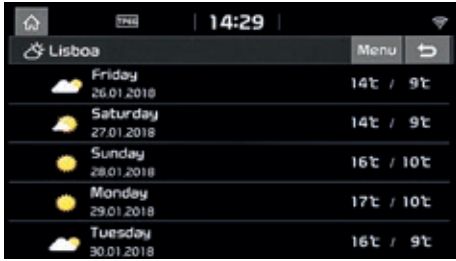 TPEG 14:29
Lisboa Menu
Friday
26.01.2018
14℃ / 9℃
Saturday
27.01.2018
14℃ / 9℃
Sunday
28.01.2018
16℃ / 10℃
Monday
29.01.2018
17℃ / 10℃
Tuesday
30.01.2018
16℃ / 9℃